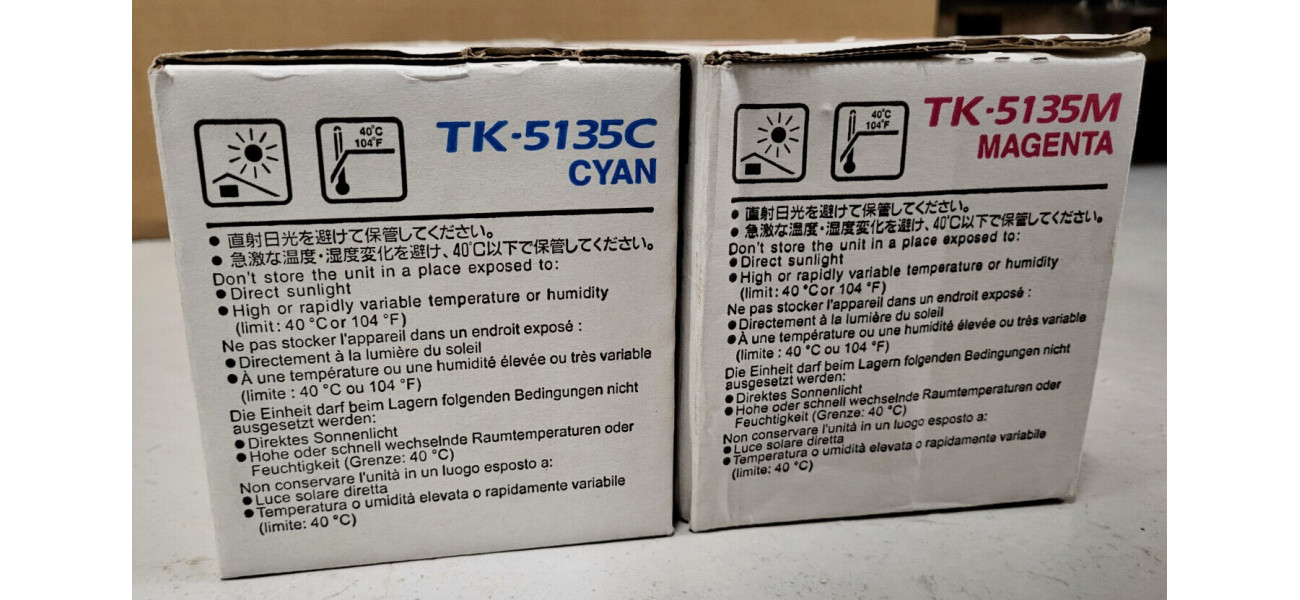 40°C
104°F
TK-5135C
CYAN
● 直射日光を避けて保管してください。
● 急激な温度・湿度変化を避け、40℃以下で保管してください。
Don't store the unit in a place exposed to:
● Direct sunlight
● High or rapidly variable temperature or humidity
(limit: 40 °C or 104 °F)
Ne pas stocker l'appareil dans un endroit exposé :
● Directement à la lumière du soleil
● À une température ou une humidité élevée ou très variable
(limite : 40 °C ou 104 °F)
Die Einheit darf beim Lagern folgenden Bedingungen nicht
ausgesetzt werden:
● Direktes Sonnenlicht
● Hohe oder schnell wechselnde Raumtemperaturen oder
Feuchtigkeit (Grenze: 40 °C)
Non conservare l'unità in un luogo esposto a:
● Luce solare diretta
● Temperatura o umidità elevata o rapidamente variabile
(limite: 40 °C)
40°C
104°F
TK-5135M
MAGENTA
● 直射日光を避けて保管してください。
● 急激な温度・湿度変化を避け、40℃以下で保管してください。
Don't store the unit in a place exposed to:
● Direct sunlight
● High or rapidly variable temperature or humidity
(limit: 40 °C or 104 °F)
Ne pas stocker l'appareil dans un endroit exposé :
● Directement à la lumière du soleil
● À une température ou une humidité élevée ou très variable
(limite : 40 °C ou 104 °F)
Die Einheit darf beim Lagern folgenden Bedingungen nicht
ausgesetzt werden:
● Direktes Sonnenlicht
● Hohe oder schnell wechselnde Raumtemperaturen oder
Feuchtigkeit (Grenze: 40 °C)
Non conservare l'unità in un luogo esposto a:
● Luce solare diretta
● Temperatura o umidità elevata o rapidamente variabile
(limite: 40 °C)